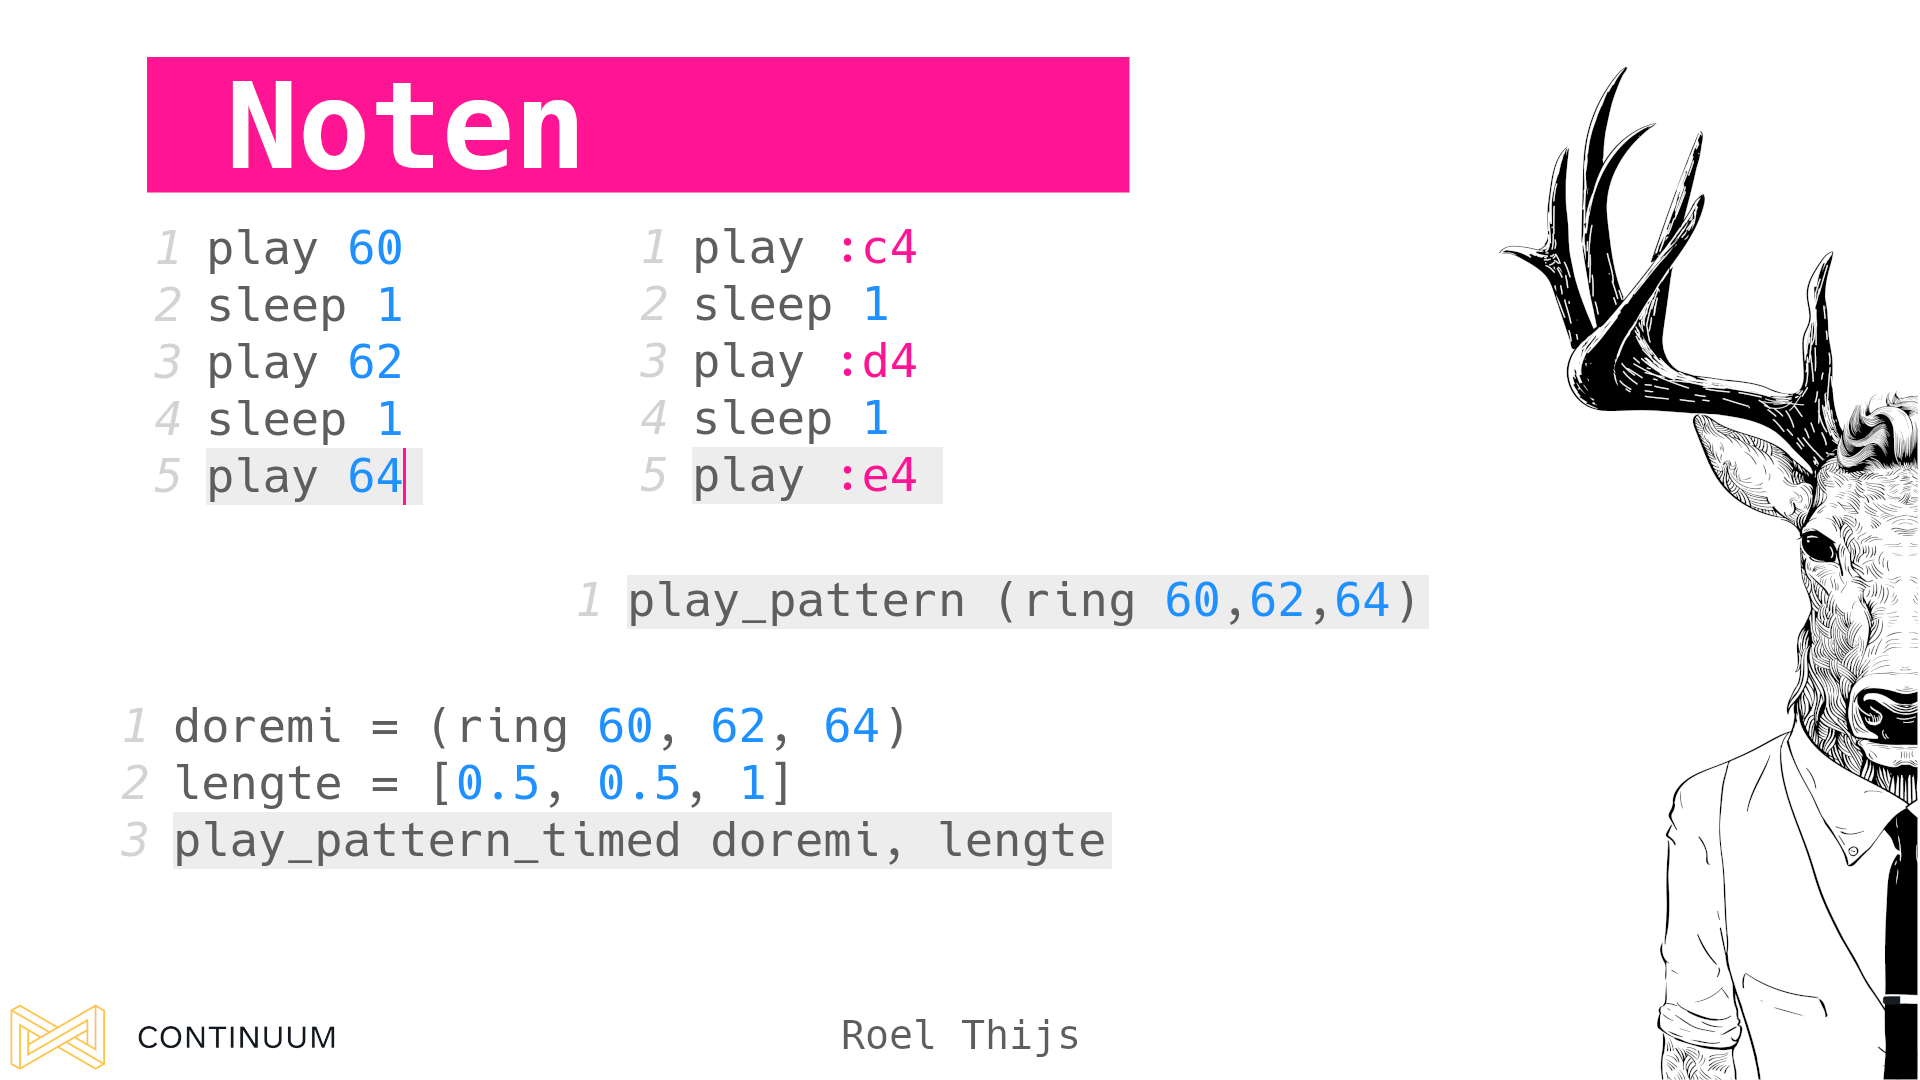 Noten
1 play 60
2 sleep 1
3 play 62
4 sleep 1
5 play 64
1 play :c4
2 sleep 1
3 play :d4
4 sleep 1
5 play :e4
1 play_pattern (ring 60,62,64)
1 doremi = (ring 60, 62, 64)
2 lengte = [0.5, 0.5, 1]
3 play_pattern_timed doremi, lengte
CONTINUUM
Roel Thijs